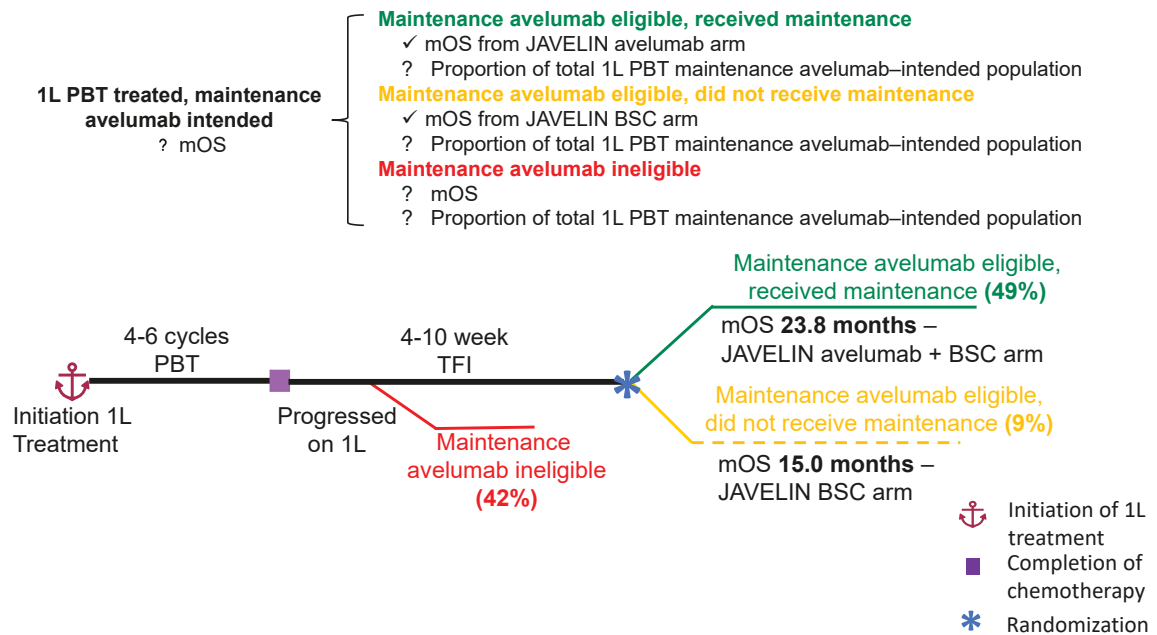 Maintenance avelumab eligible, received maintenance
✓ mOS from JAVELIN avelumab arm
? Proportion of total 1L PBT maintenance avelumab–intended population
1L PBT treated, maintenance
avelumab intended
? mOS
Maintenance avelumab eligible, did not receive maintenance
✓ mOS from JAVELIN BSC arm
? Proportion of total 1L PBT maintenance avelumab–intended population
Maintenance avelumab ineligible
? mOS
? Proportion of total 1L PBT maintenance avelumab–intended population
Initiation 1L
Treatment
4-6 cycles
PBT
Progressed
on 1L
4-10 week
TFI
Maintenance
avelumab ineligible
(42%)
Maintenance avelumab eligible,
received maintenance (49%)
mOS 23.8 months –
JAVELIN avelumab + BSC arm
Maintenance avelumab eligible,
did not receive maintenance (9%)
mOS 15.0 months –
JAVELIN BSC arm
Initiation of 1L
treatment
Completion of
chemotherapy
Randomization